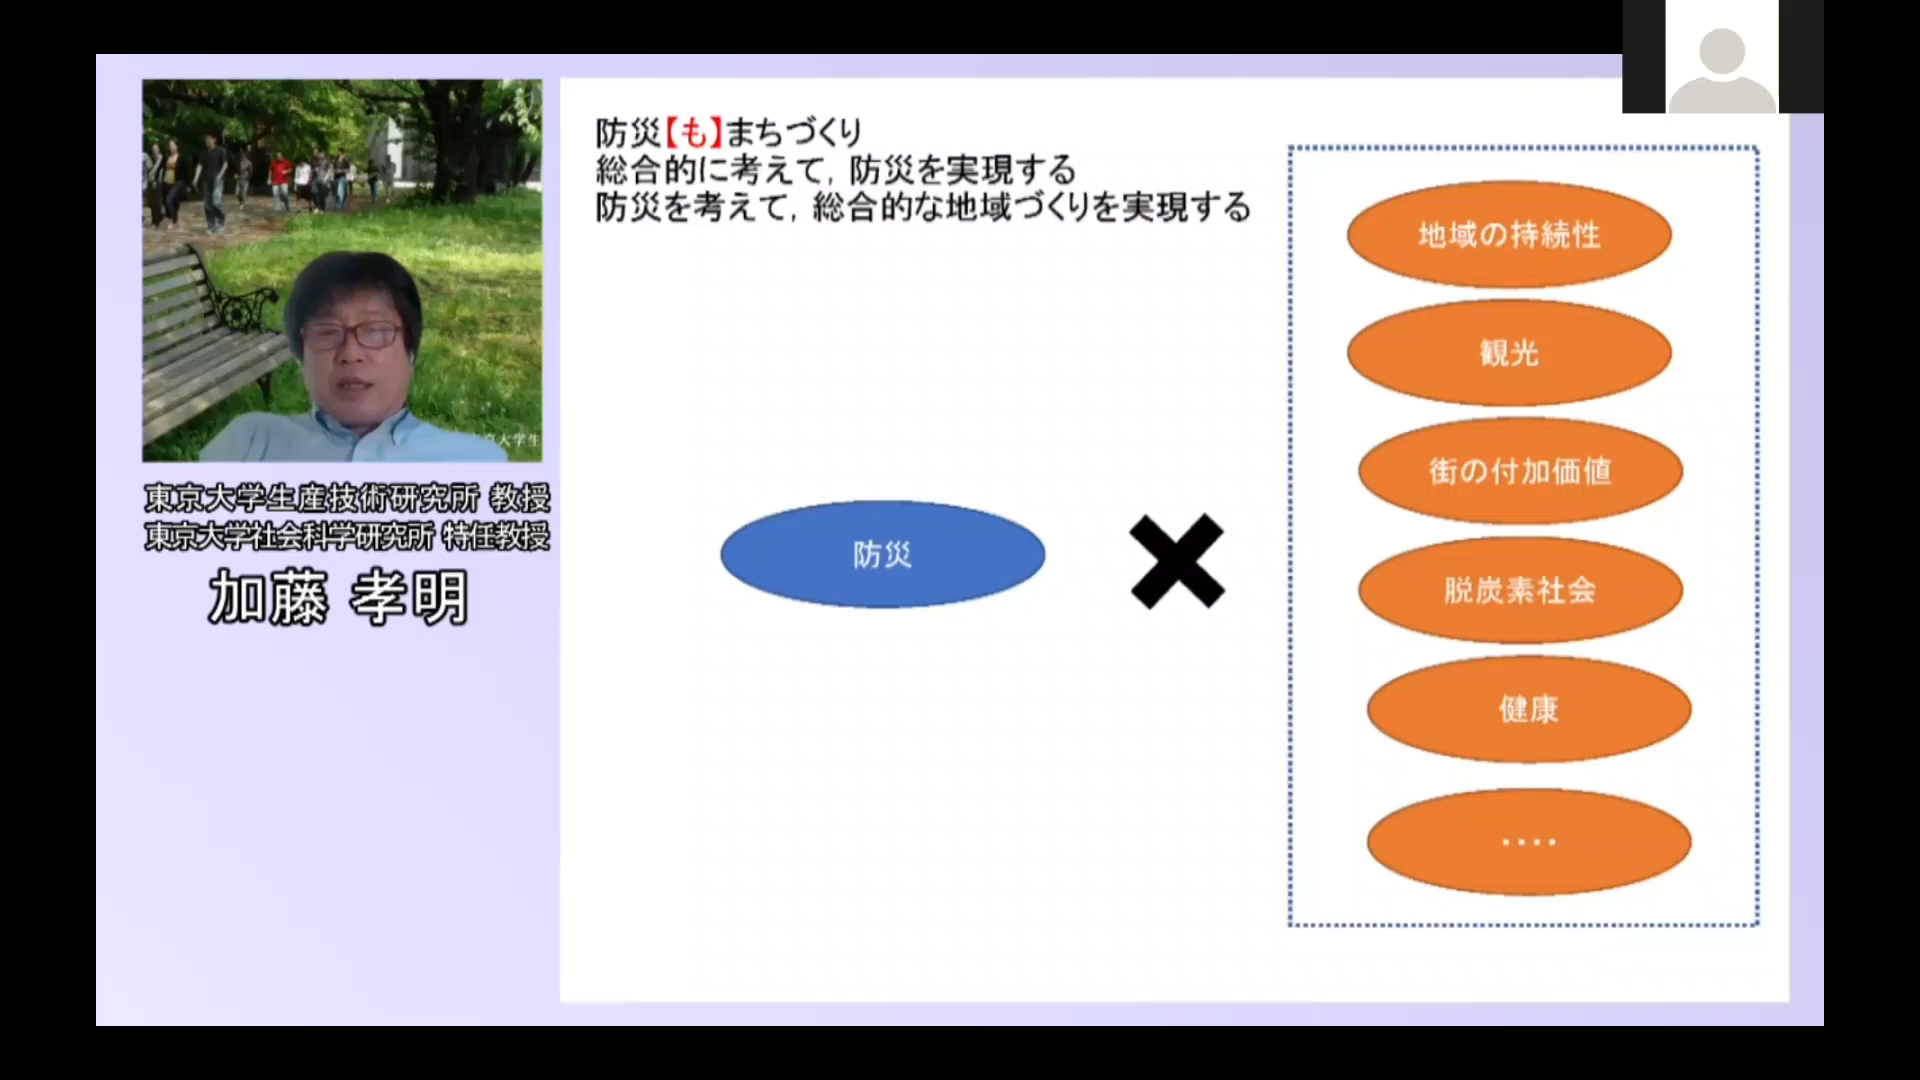 防災【も】まちづくり
総合的に考えて，防災を実現する
防災を考えて，総合的な地域づくりを実現する
地域の持続性
観光
街の付加価値
防災
脱炭素社会
健康
····
京大学生
東京大学生産技術研究所 教授
東京大学社会科学研究所 特任教授
加藤 孝明